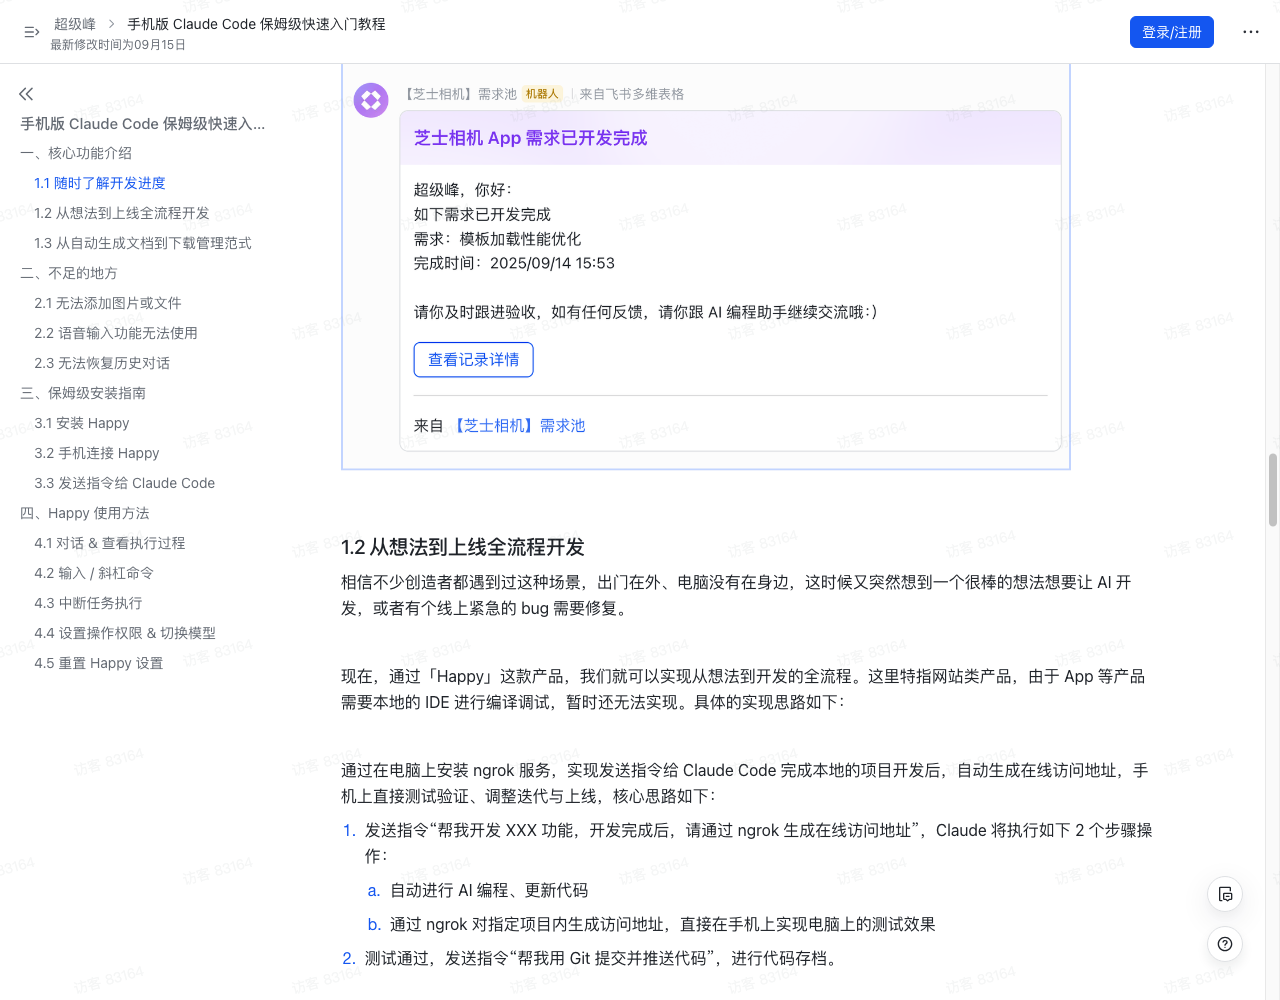 超级峰
手机版 Claude Code 保姆级快速入门教程
最新修改时间为09月15日
登录/注册
手机版 Claude Code 保姆级快速入...
一、核心功能介绍
1.1 随时了解开发进度
1.2 从想法到上线全流程开发
1.3 从自动生成文档到下载管理范式
二、不足的地方
2.1 无法添加图片或文件
2.2 语音输入功能无法使用
2.3 无法恢复历史对话
三、保姆级安装指南
3.1 安装 Happy
3.2 手机连接 Happy
3.3 发送指令给 Claude Code
四、Happy 使用方法
4.1 对话 & 查看执行过程
4.2 输入 / 斜杠命令
4.3 中断任务执行
4.4 设置操作权限 & 切换模型
4.5 重置 Happy 设置
【芝士相机】需求池 机器人 来自飞书多维表格
芝士相机 App 需求已开发完成
超级峰，你好：
如下需求已开发完成
需求：模板加载性能优化
完成时间：2025/09/14 15:53
请你及时跟进验收，如有任何反馈，请你跟 AI 编程助手继续交流哦:）
查看记录详情
来自 【芝士相机】需求池
1.2 从想法到上线全流程开发
相信不少创造者都遇到过这种场景，出门在外、电脑没有在身边，这时候又突然想到一个很棒的想法想要让 AI 开
发，或者有个线上紧急的 bug 需要修复。
现在，通过「Happy」这款产品，我们就可以实现从想法到开发的全流程。这里特指网站类产品，由于 App 等产品
需要本地的 IDE 进行编译调试，暂时还无法实现。具体的实现思路如下：
通过在电脑上安装 ngrok 服务，实现发送指令给 Claude Code 完成本地的项目开发后，自动生成在线访问地址，手
机上直接测试验证、调整迭代与上线，核心思路如下：
1. 发送指令“帮我开发 XXX 功能，开发完成后，请通过 ngrok 生成在线访问地址”，Claude 将执行如下 2 个步骤操
作：
a. 自动进行 AI 编程、更新代码
b. 通过 ngrok 对指定项目内生成访问地址，直接在手机上实现电脑上的测试效果
2. 测试通过，发送指令“帮我用 Git 提交并推送代码”，进行代码存档。
访客 83164